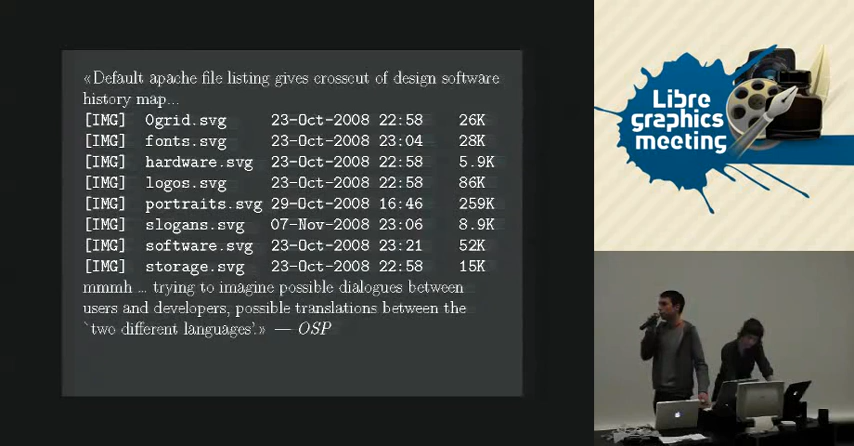 «Default apache file listing gives crosscut of design software
history map...
[IMG] 0grid.svg 23-Oct-2008 22:58 26K
[IMG] fonts.svg 23-Oct-2008 23:04 28K
[IMG] hardware.svg 23-Oct-2008 22:58 5.9K
[IMG] logos.svg 23-Oct-2008 22:58 86K
[IMG] portraits.svg 29-Oct-2008 16:46 259K
[IMG] slogans.svg 07-Nov-2008 23:06 8.9K
[IMG] software.svg 23-Oct-2008 23:21 52K
[IMG] storage.svg 23-Oct-2008 22:58 15K
mmmh ... trying to imagine possible dialogues between
users and developers, possible translations between the
`two different languages'.» — OSP
Libre
graphics
meeting